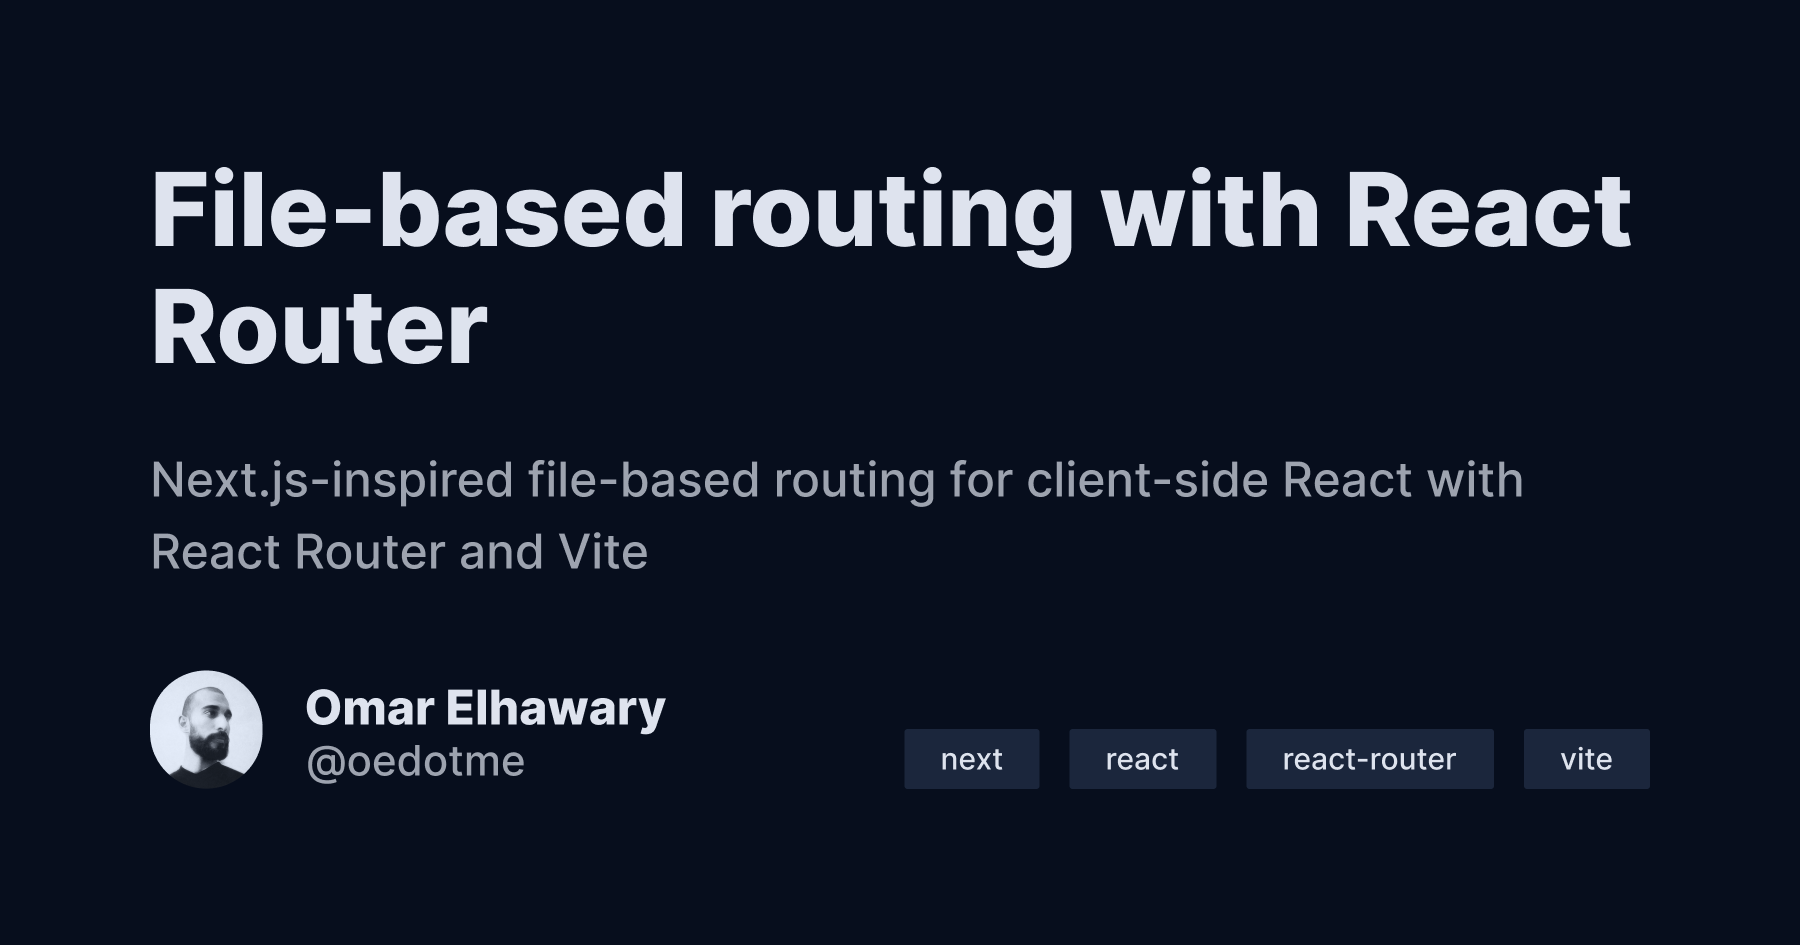 File-based routing with React
Router
Next.js-inspired file-based routing for client-side React with
React Router and Vite
Omar Elhawary
@oedotme
next
react
react-router
vite